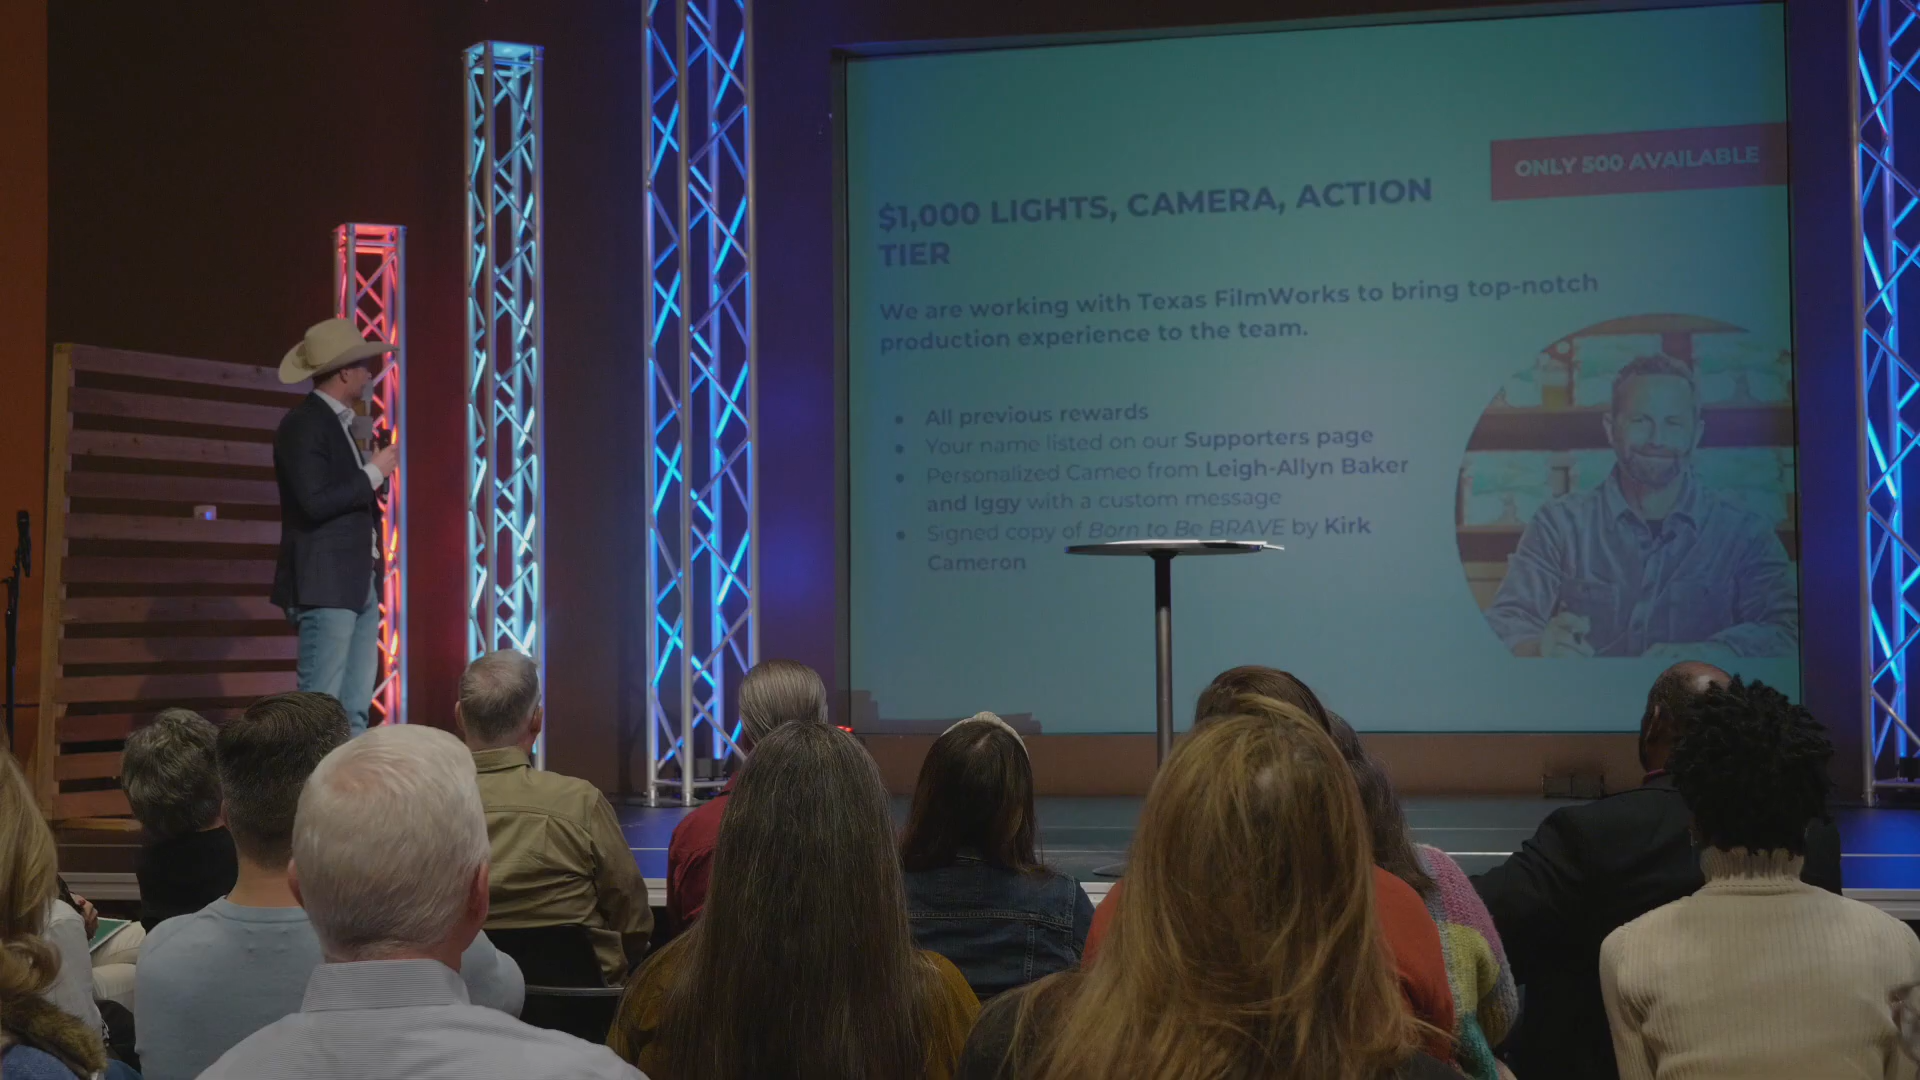 ONLY 500 AVAILABLE
$1,000 LIGHTS, CAMERA, ACTION
TIER
We are working with Texas FilmWorks to bring top-notch
production experience to the team.
• All previous rewards
• Your name listed on our Supporters page
• Personalized Cameo from Leigh-Allyn Baker
and Iggy with a custom message
• Signed copy of Born to Be BRAVE by Kirk
Cameron